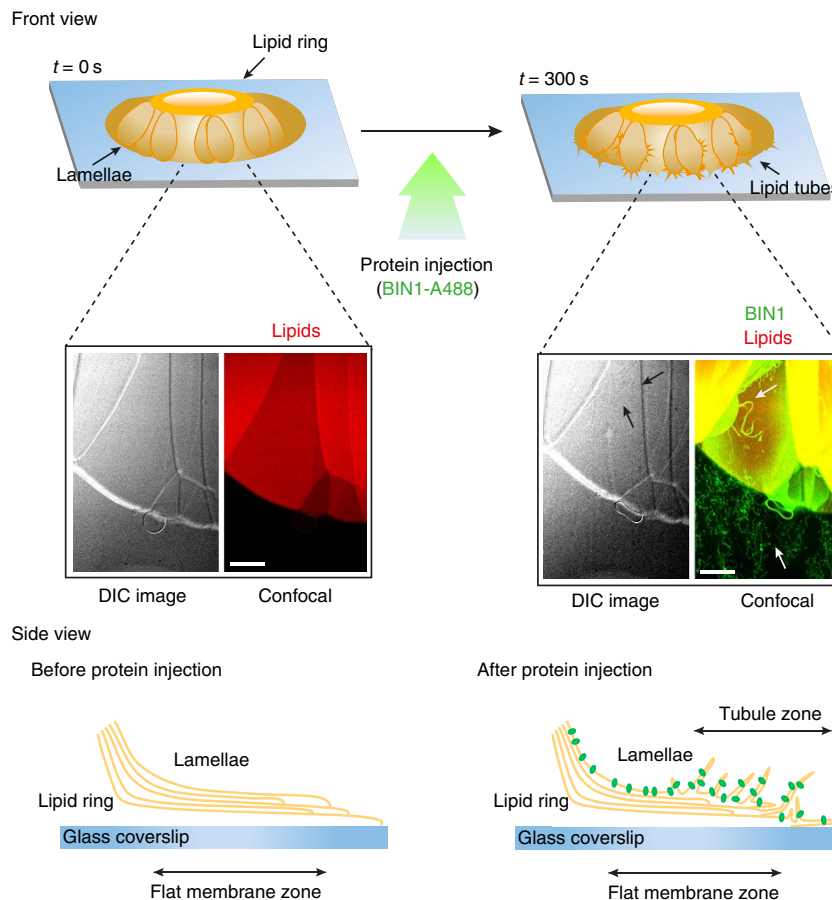 Front view
Lipid ring
t = 0 s
t = 300 s
Lamellae
Lipid tubes
Protein injection
(BIN1-A488)
Lipids
BIN1
Lipids
DIC image
Confocal
DIC image
Confocal
Side view
Before protein injection
After protein injection
Tubule zone
Lamellae
Lamellae
Lipid ring
Lipid ring
Glass coverslip
Glass coverslip
Flat membrane zone
Flat membrane zone